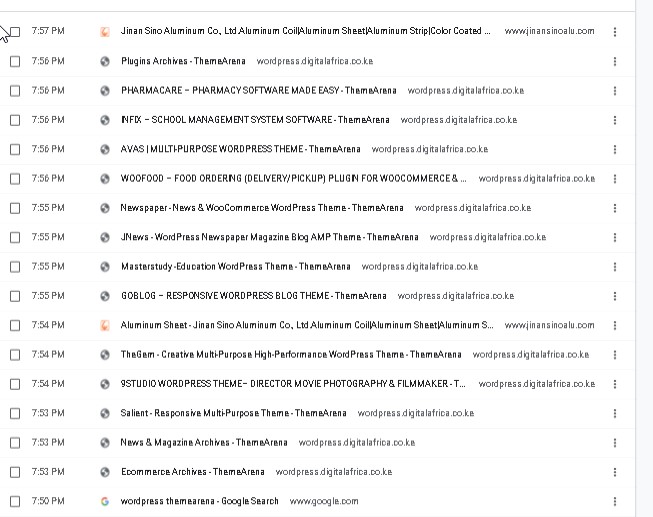 7:57 PM Jinan Sino Aluminum Co., Ltd.Aluminum Coil|Aluminum Sheet|Aluminum Strip|Color Coated ... www.jinansinoalu.com
7:56 PM Plugins Archives - ThemeArena wordpress.digitalafrica.co.ke
7:56 PM PHARMACARE – PHARMACY SOFTWARE MADE EASY - ThemeArena wordpress.digitalafrica.co.ke
7:56 PM INFIX – SCHOOL MANAGEMENT SYSTEM SOFTWARE - ThemeArena wordpress.digitalafrica.co.ke
7:56 PM AVAS | MULTI-PURPOSE WORDPRESS THEME - ThemeArena wordpress.digitalafrica.co.ke
7:56 PM WOOFOOD – FOOD ORDERING (DELIVERY/PICKUP) PLUGIN FOR WOOCOMMERCE & ... wordpress.digitalafrica.co.ke
7:55 PM Newspaper - News & WooCommerce WordPress Theme - ThemeArena wordpress.digitalafrica.co.ke
7:55 PM JNews - WordPress Newspaper Magazine Blog AMP Theme - ThemeArena wordpress.digitalafrica.co.ke
7:55 PM Masterstudy - Education WordPress Theme - ThemeArena wordpress.digitalafrica.co.ke
7:55 PM GOBLOG – RESPONSIVE WORDPRESS BLOG THEME - ThemeArena wordpress.digitalafrica.co.ke
7:54 PM Aluminum Sheet - Jinan Sino Aluminum Co., Ltd.Aluminum Coil|Aluminum Sheet|Aluminum S... www.jinansinoalu.com
7:54 PM TheGem - Creative Multi-Purpose High-Performance WordPress Theme - ThemeArena wordpress.digitalafrica.co.ke
7:54 PM 9STUDIO WORDPRESS THEME– DIRECTOR MOVIE PHOTOGRAPHY & FILMMAKER - T... wordpress.digitalafrica.co.ke
7:53 PM Salient - Responsive Multi-Purpose Theme - ThemeArena wordpress.digitalafrica.co.ke
7:53 PM News & Magazine Archives - ThemeArena wordpress.digitalafrica.co.ke
7:53 PM Ecommerce Archives - ThemeArena wordpress.digitalafrica.co.ke
7:50 PM wordpress themearena - Google Search www.google.com